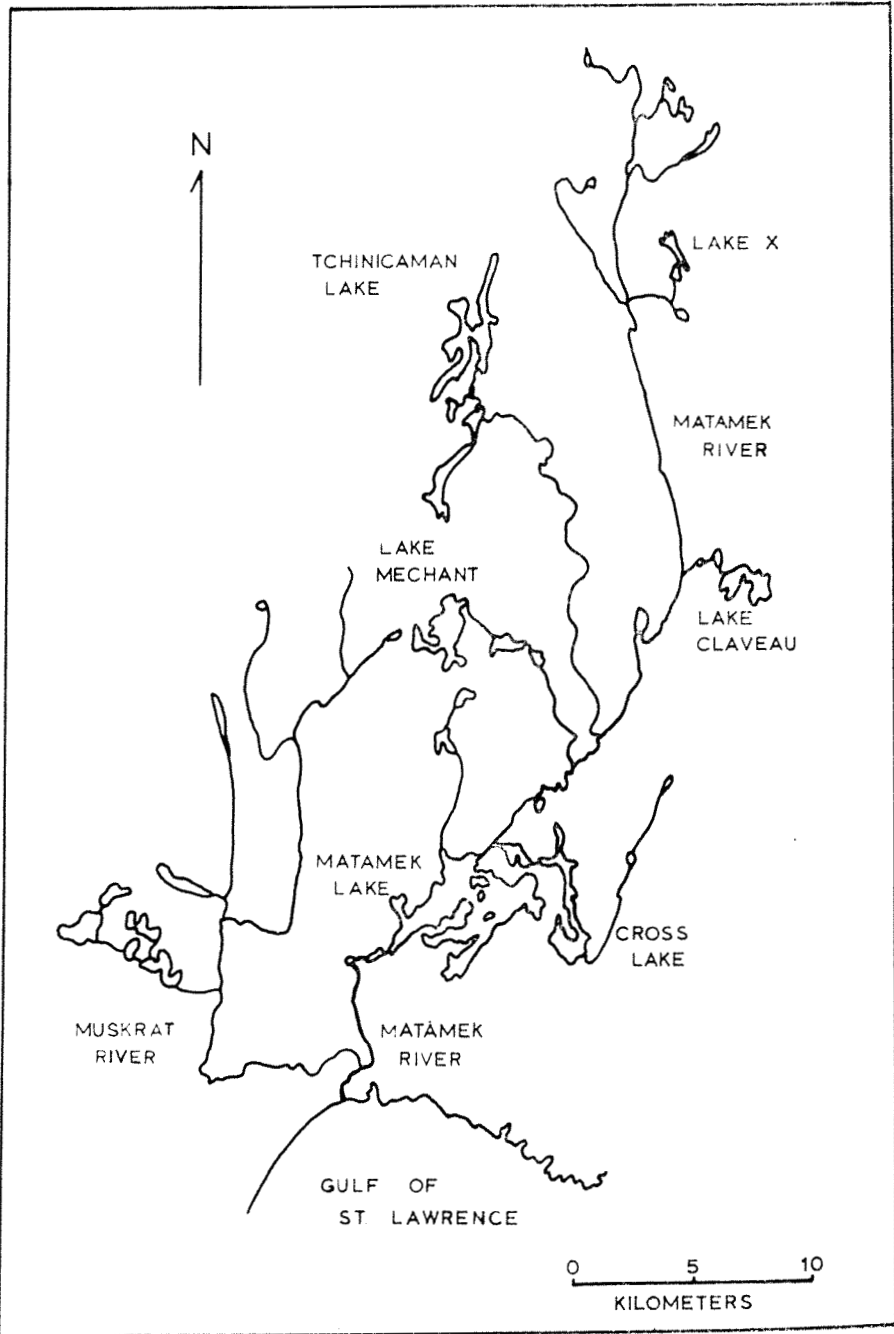 N
LAKE X
TCHINICAMAN
LAKE
MATAMEK
RIVER
LAKE
MECHANT
LAKE
CLAVEAU
MATAMEK
LAKE
CROSS
LAKE
MUSKRAT
RIVER
MATAMEK
RIVER
GULF OF
ST. LAWRENCE
0 5 10
KILOMETERS